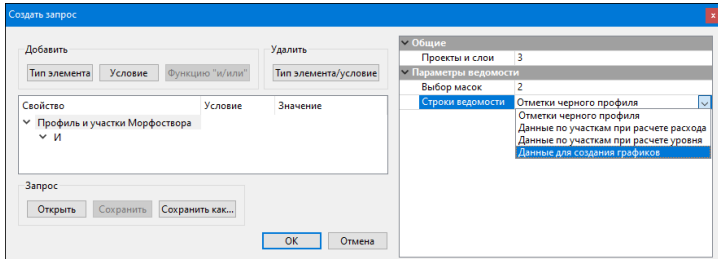 Создать запрос
x
Добавить
Удалить
Тип элемента Условие Функцию "и/или" Тип элемента/условие
Свойство Условие Значение
Профиль и участки Морфоствора
И
Запрос
Открыть Сохранить Сохранить как...
OK Отмена
Общие
Проекты и слои 3
Параметры ведомости
Выбор масок 2
Строки ведомости Отметки черного профиля
Отметки черного профиля
Данные по участкам при расчете расхода
Данные по участкам при расчете уровня
Данные для создания графиков